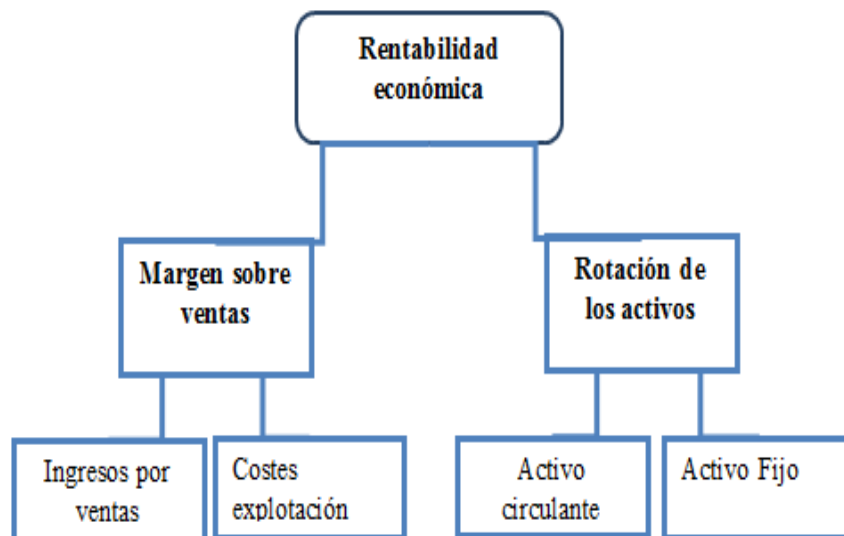 Rentabilidad
económica
Margen sobre
ventas
Rotación de
los activos
Ingresos por
ventas
Costes
explotación
Activo
circulante
Activo Fijo